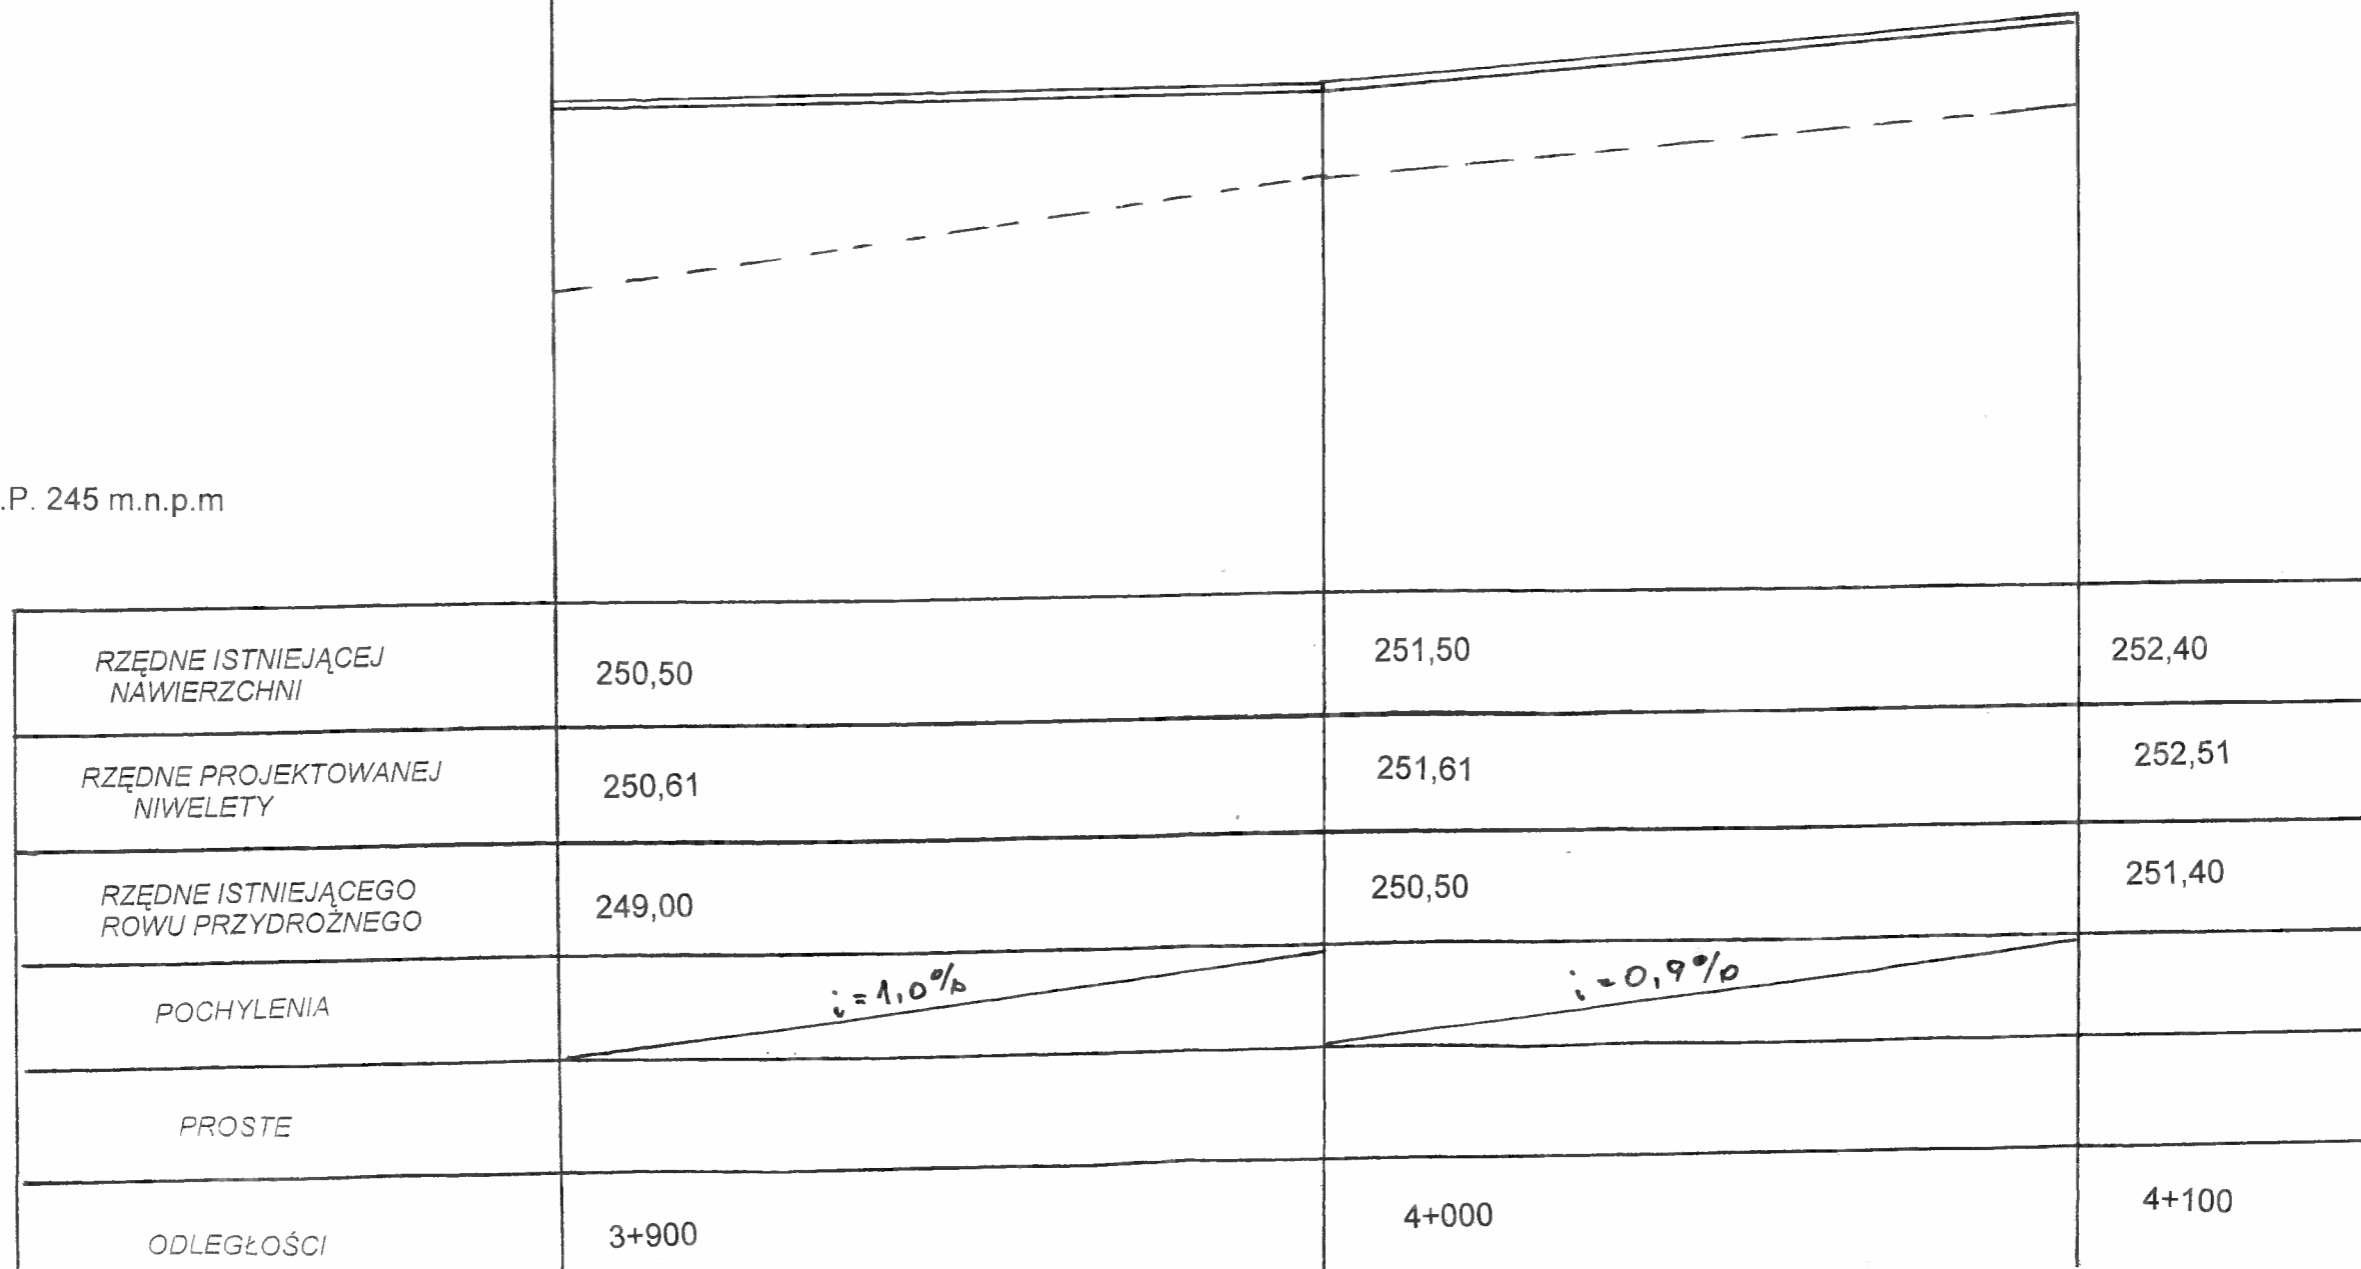 .P. 245 m.n.p.m
RZĘDNE ISTNIEJĄCEJ
NAWIERZCHNI
250,50
251,50
252,40
RZĘDNE PROJEKTOWANEJ
NIWELETY
250,61
251,61
252,51
RZĘDNE ISTNIEJĄCEGO
ROWU PRZYDROŻNEGO
249,00
250,50
251,40
POCHYLENIA
i=1,0%
i=0,9%
PROSTE
ODLEGŁOŚCI
3+900
4+000
4+100